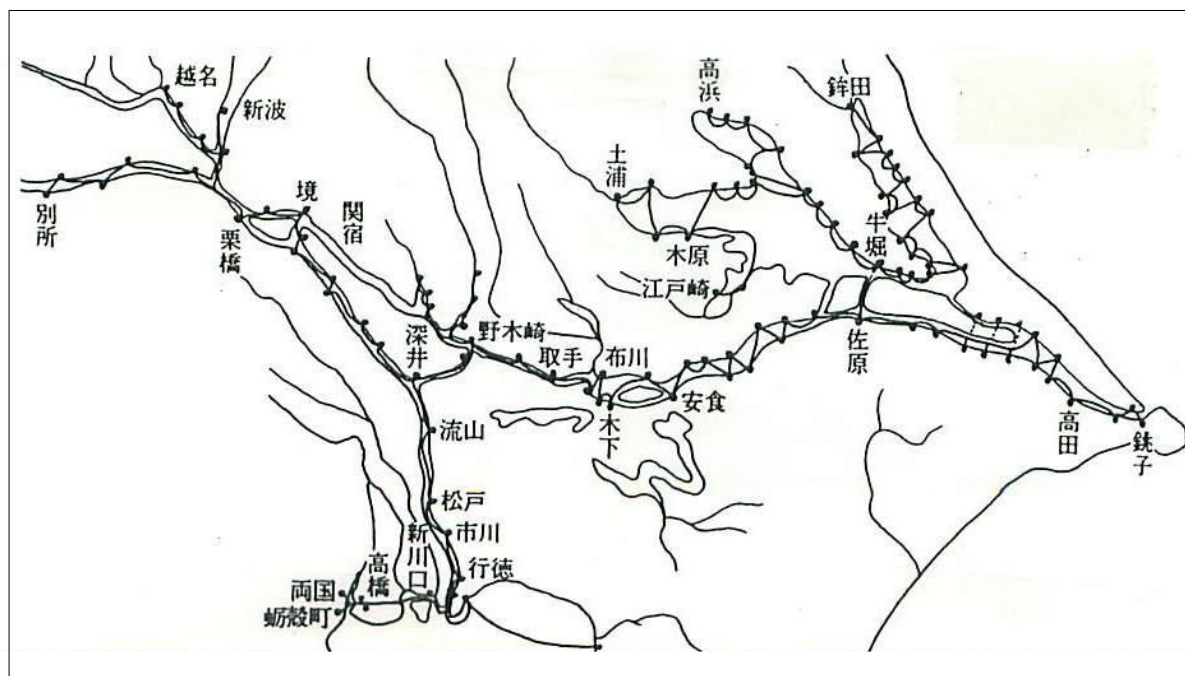 越名
新波
別所
栗橋
境
関宿
高浜
鉾田
土浦
木原
江戸崎
牛堀
深井
野木崎
取手
布川
木下
安食
佐原
高田
銚子
流山
松戸
市川
行徳
新川口
高橋
両国
蛎殻町